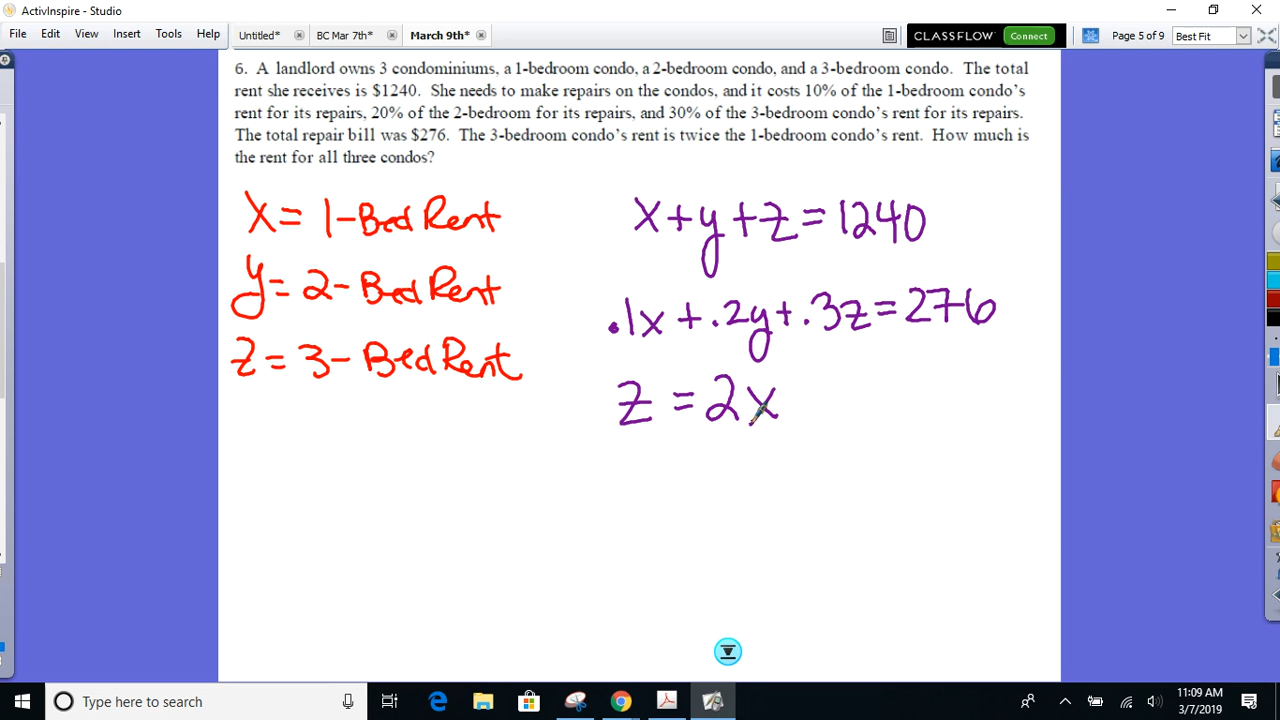 ActivInspire - Studio
File Edit View Insert Tools Help
Untitled* BC Mar 7th* March 9th*
CLASSFLOW Connect
Page 5 of 9
Best Fit
6. A landlord owns 3 condominiums, a 1-bedroom condo, a 2-bedroom condo, and a 3-bedroom condo. The total
rent she receives is $1240. She needs to make repairs on the condos, and it costs 10% of the 1-bedroom condo's
rent for its repairs, 20% of the 2-bedroom for its repairs, and 30% of the 3-bedroom condo's rent for its repairs.
The total repair bill was $276. The 3-bedroom condo's rent is twice the 1-bedroom condo's rent. How much is
the rent for all three condos?
x = 1-Bed Rent
y = 2-Bed Rent
z = 3-Bed Rent
x+y+z=1240
.1x+.2y+.3z=276
z = 2x
Type here to search
11:09 AM
3/7/2019